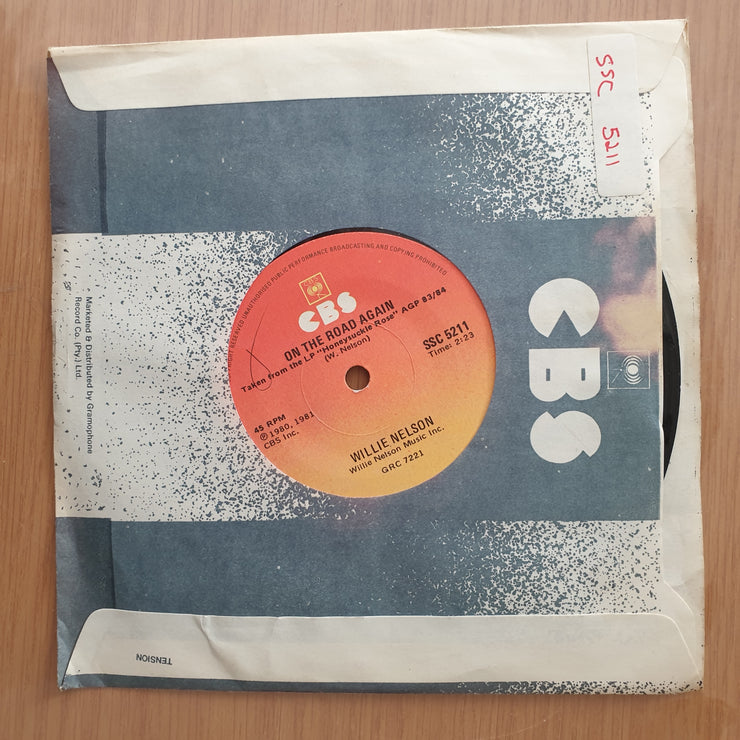 SSC 5211
CBS
Marketed & Distributed by Gramophone
Record Co. (Pty.) Ltd.
TENSION
RESERVED UNAUTHORISED PUBLIC PERFORMANCE BROADCASTING AND COPYING PROHIBITED
CBS
CBS
ON THE ROAD AGAIN
Taken from the LP "Honeysuckle Rose" AGP 83/84
(W. Nelson)
SSC 5211
Time: 2:23
45 RPM
℗ 1980, 1981
CBS Inc.
WILLIE NELSON
Willie Nelson Music Inc.
GRC 7221